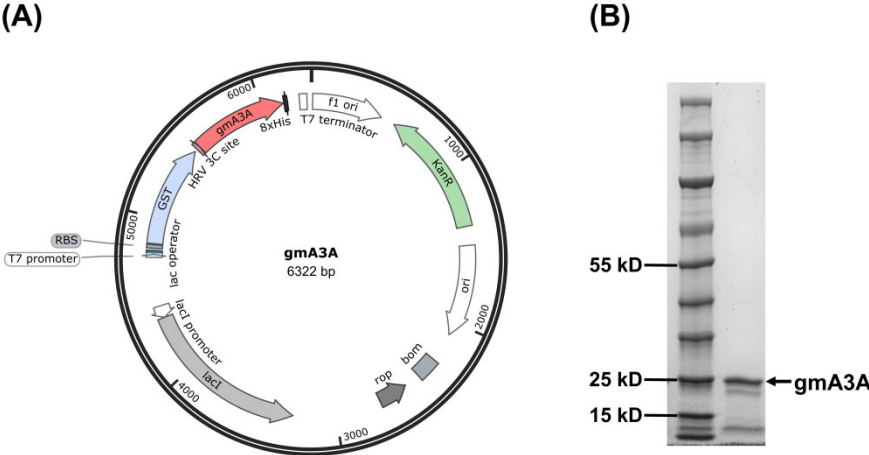 (A)
(B)
6000
f1 ori
gmA3A
8xHis
T7 terminator
HRV 3C site
KanR
1000
GST
5000
RBS
T7 promoter
lac operator
gmA3A
6322 bp
ori
lacI promoter
2000
bom
lacI
rop
4000
3000
55 kD
25 kD
gmA3A
15 kD